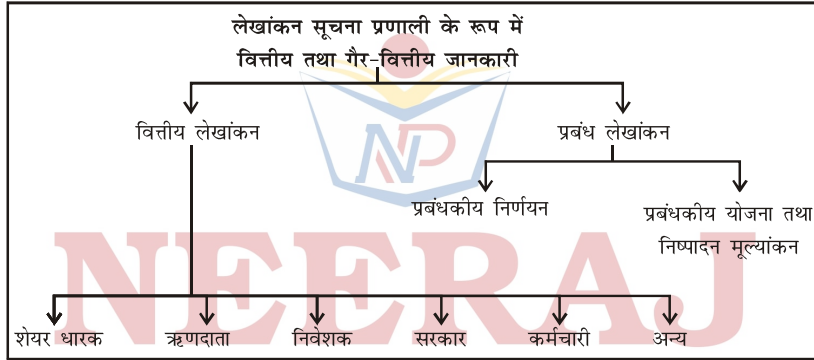 लेखांकन सूचना प्रणाली के रूप में
वित्तीय तथा गैर-वित्तीय जानकारी
वित्तीय लेखांकन
प्रबंध लेखांकन
NP
प्रबंधकीय निर्णयन
प्रबंधकीय योजना तथा
निष्पादन मूल्यांकन
NEERAJ
शेयर धारक
ऋणदाता
निवेशक
सरकार
कर्मचारी
अन्य